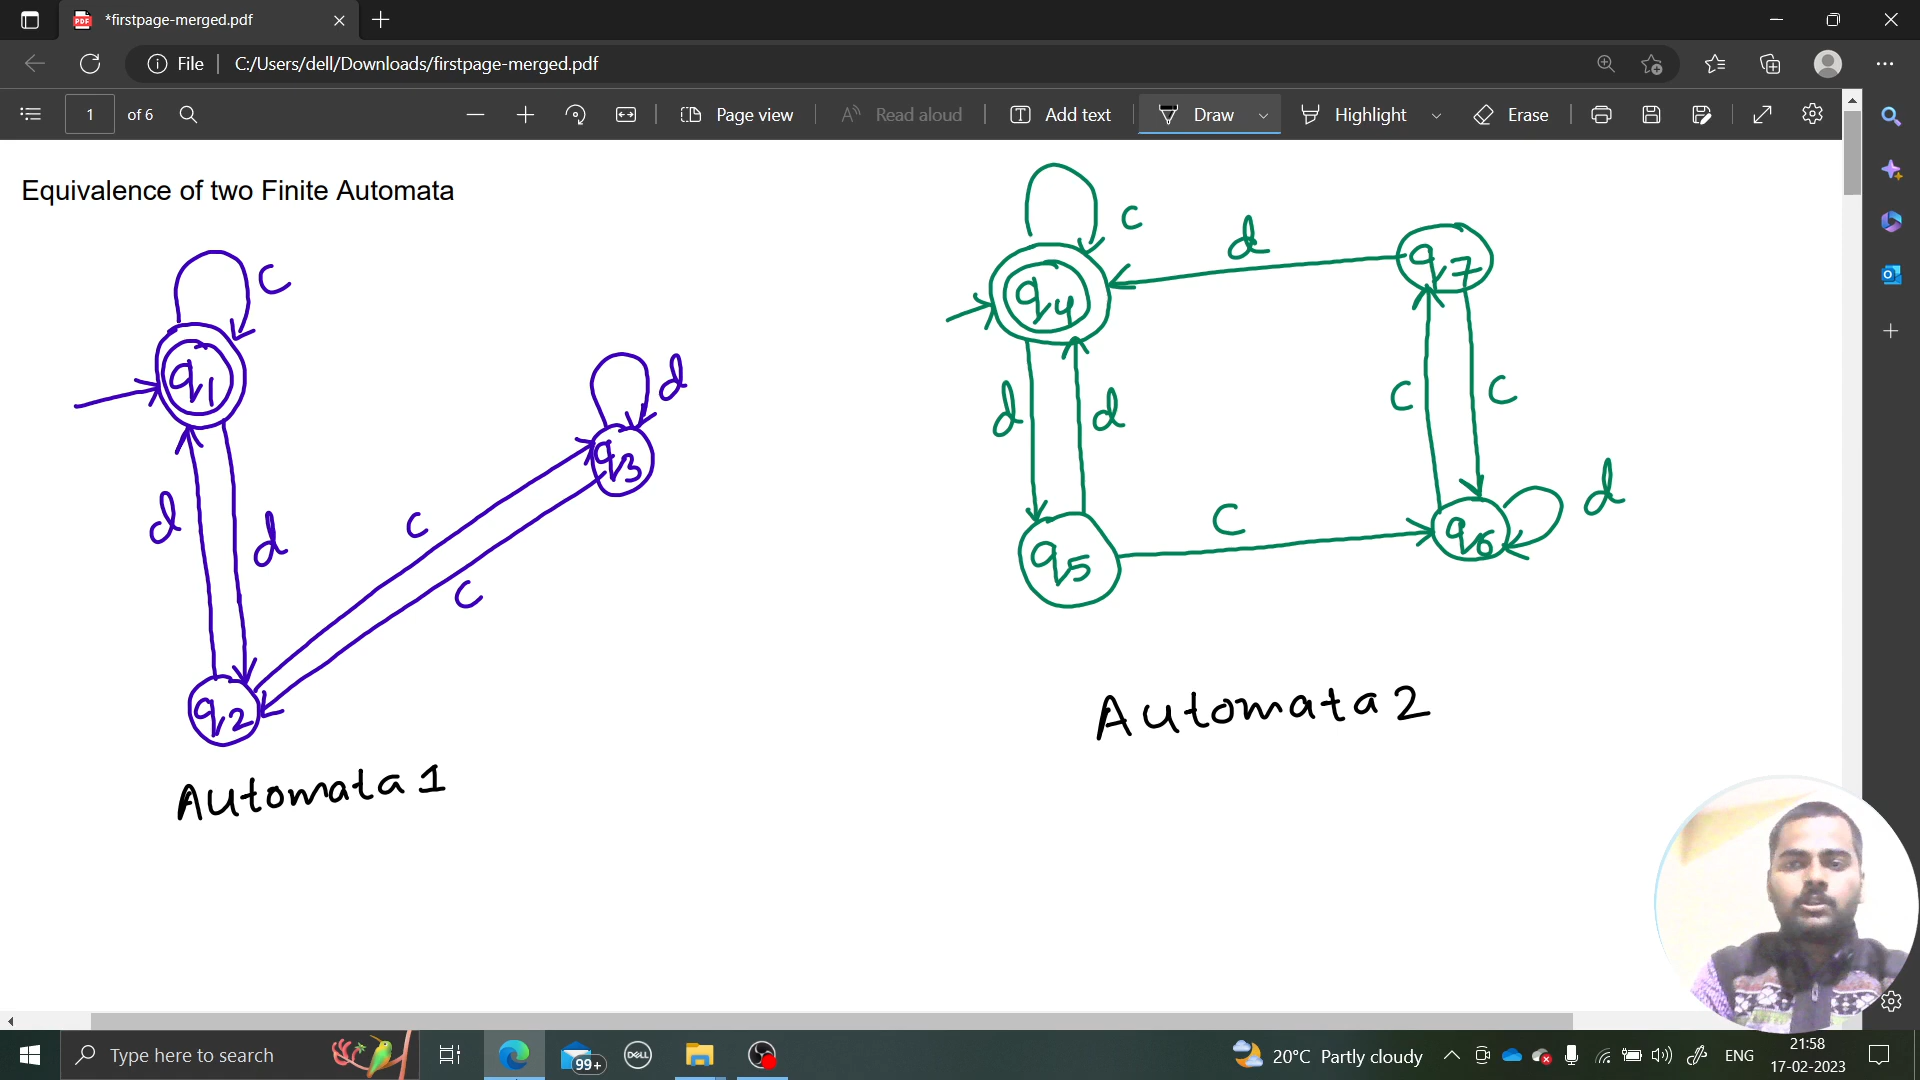 *firstpage-merged.pdf
File
C:/Users/dell/Downloads/firstpage-merged.pdf
1 of 6
Page view
Read aloud
Add text
Draw
Highlight
Erase
Equivalence of two Finite Automata
c
q1
d
d
q2
c
c
q3
d
Automata 1
c
q4
d
q7
d
d
c
c
q5
c
q6
d
Automata 2
Type here to search
99+
DELL
20°C Partly cloudy
ENG
21:58
17-02-2023